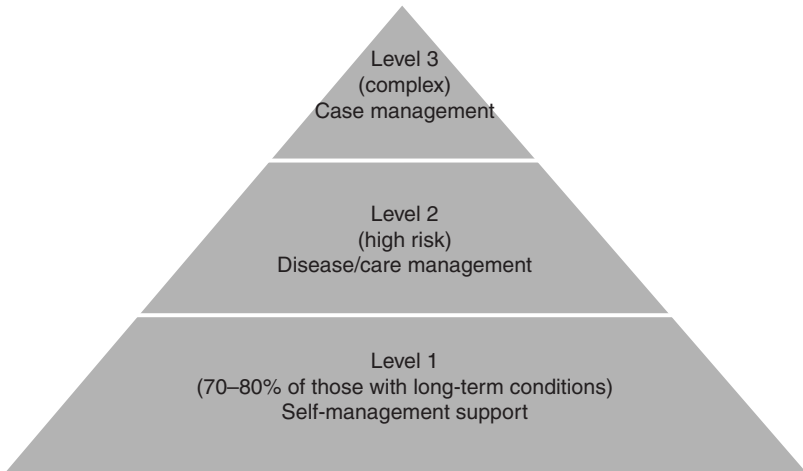 Level 3
(complex)
Case management
Level 2
(high risk)
Disease/care management
Level 1
(70–80% of those with long-term conditions)
Self-management support